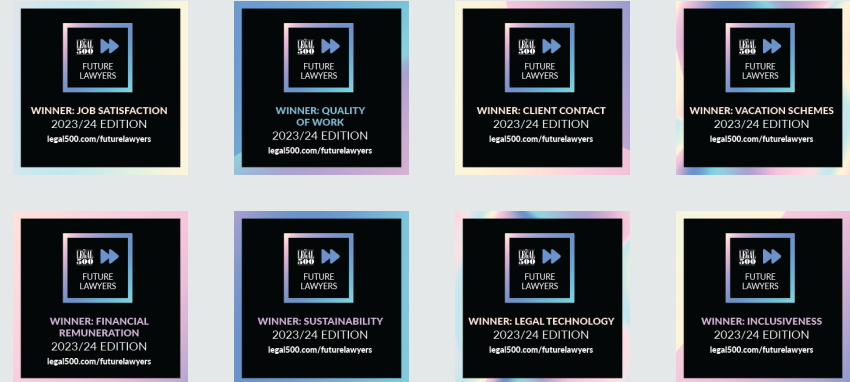 LEGAL
500
FUTURE
LAWYERS
WINNER: JOB SATISFACTION
2023/24 EDITION
legal500.com/futurelawyers
LEGAL
500
FUTURE
LAWYERS
WINNER: QUALITY
OF WORK
2023/24 EDITION
legal500.com/futurelawyers
LEGAL
500
FUTURE
LAWYERS
WINNER: CLIENT CONTACT
2023/24 EDITION
legal500.com/futurelawyers
LEGAL
500
FUTURE
LAWYERS
WINNER: VACATION SCHEMES
2023/24 EDITION
legal500.com/futurelawyers
LEGAL
500
FUTURE
LAWYERS
WINNER: FINANCIAL
REMUNERATION
2023/24 EDITION
legal500.com/futurelawyers
LEGAL
500
FUTURE
LAWYERS
WINNER: SUSTAINABILITY
2023/24 EDITION
legal500.com/futurelawyers
LEGAL
500
FUTURE
LAWYERS
WINNER: LEGAL TECHNOLOGY
2023/24 EDITION
legal500.com/futurelawyers
LEGAL
500
FUTURE
LAWYERS
WINNER: INCLUSIVENESS
2023/24 EDITION
legal500.com/futurelawyers